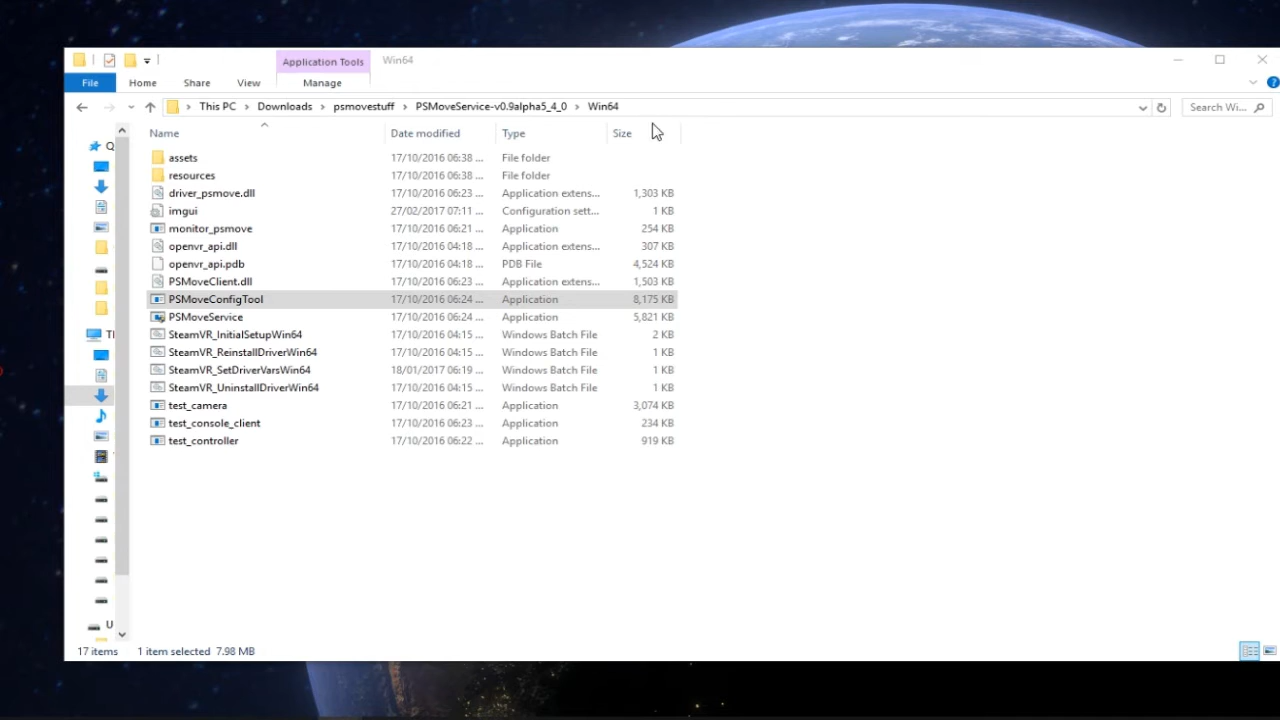 Application Tools Win64
File Home Share View Manage
This PC Downloads psmovestuff PSMoveService-v0.9alpha5_4_0 Win64 Search Wi...
Name Date modified Type Size
assets 17/10/2016 06:38 ... File folder
resources 17/10/2016 06:38 ... File folder
driver_psmove.dll 17/10/2016 06:23 ... Application extens... 1,303 KB
imgui 27/02/2017 07:11 ... Configuration sett... 1 KB
monitor_psmove 17/10/2016 06:21 ... Application 254 KB
openvr_api.dll 17/10/2016 04:18 ... Application extens... 307 KB
openvr_api.pdb 17/10/2016 04:18 ... PDB File 4,524 KB
PSMoveClient.dll 17/10/2016 06:23 ... Application extens... 1,503 KB
PSMoveConfigTool 17/10/2016 06:24 ... Application 8,175 KB
PSMoveService 17/10/2016 06:24 ... Application 5,821 KB
SteamVR_InitialSetupWin64 17/10/2016 04:15 ... Windows Batch File 2 KB
SteamVR_ReinstallDriverWin64 17/10/2016 04:15 ... Windows Batch File 1 KB
SteamVR_SetDriverVarsWin64 18/01/2017 06:19 ... Windows Batch File 1 KB
SteamVR_UninstallDriverWin64 17/10/2016 04:15 ... Windows Batch File 1 KB
test_camera 17/10/2016 06:21 ... Application 3,074 KB
test_console_client 17/10/2016 06:23 ... Application 234 KB
test_controller 17/10/2016 06:22 ... Application 919 KB
Q
Tl
U
17 items 1 item selected 7.98 MB